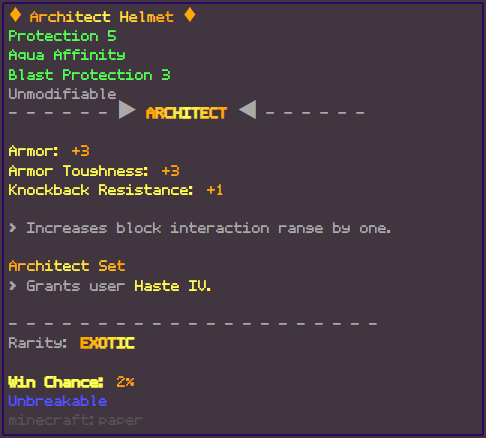 ♦ Architect Helmet ♦
Protection 5
Aqua Affinity
Blast Protection 3
Unmodifiable
- - - - - - ▶ ARCHITECT ◀ - - - - - -
Armor: +3
Armor Toughness: +3
Knockback Resistance: +1
> Increases block interaction range by one.
Architect Set
> Grants user Haste IV.
- - - - - - - - - - - - - - - - - - - - - - -
Rarity: EXOTIC
Win Chance: 2%
Unbreakable
minecraft:paper